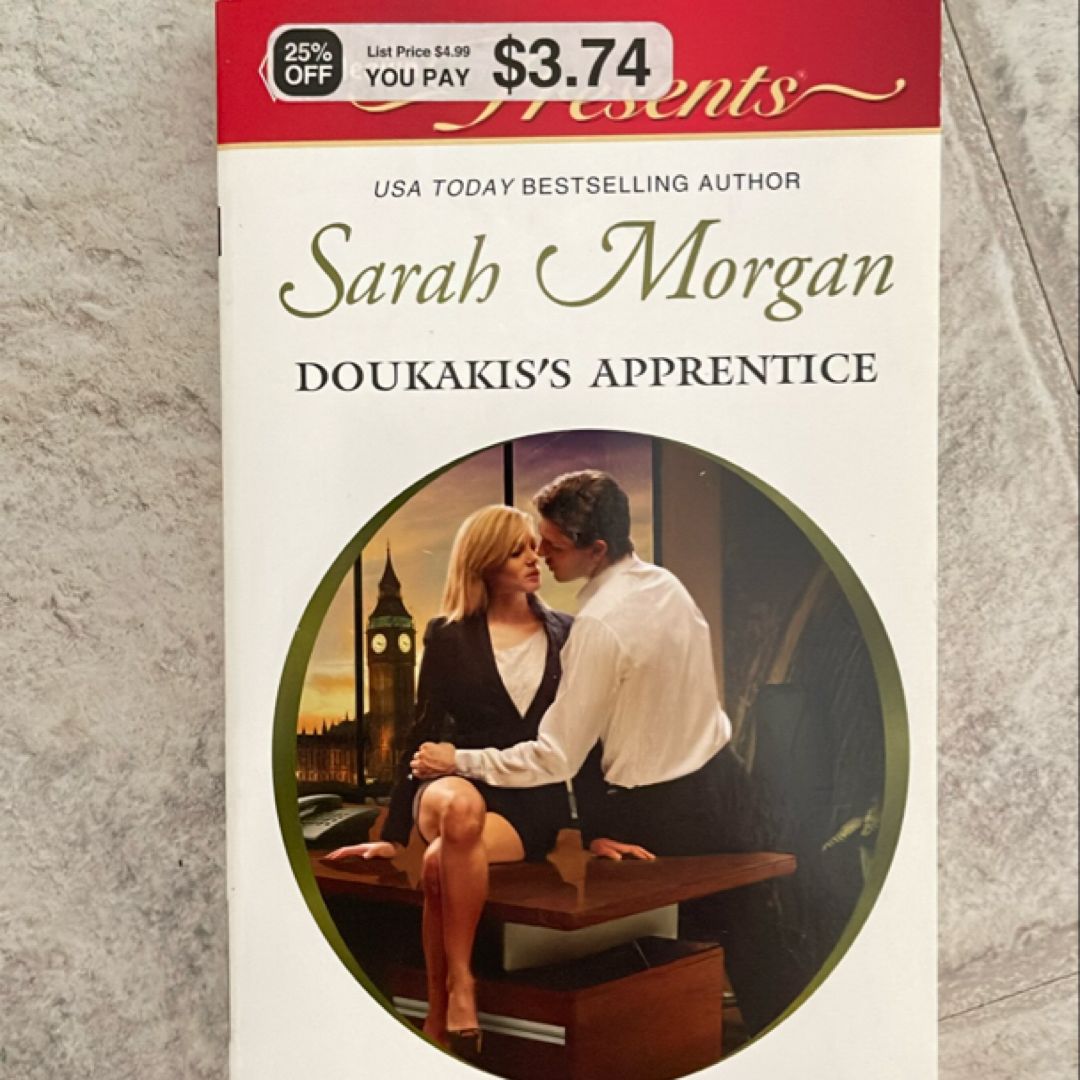 25% OFF
List Price $4.99
YOU PAY $3.74
Presents
USA TODAY BESTSELLING AUTHOR
Sarah Morgan
DOUKAKIS'S APPRENTICE